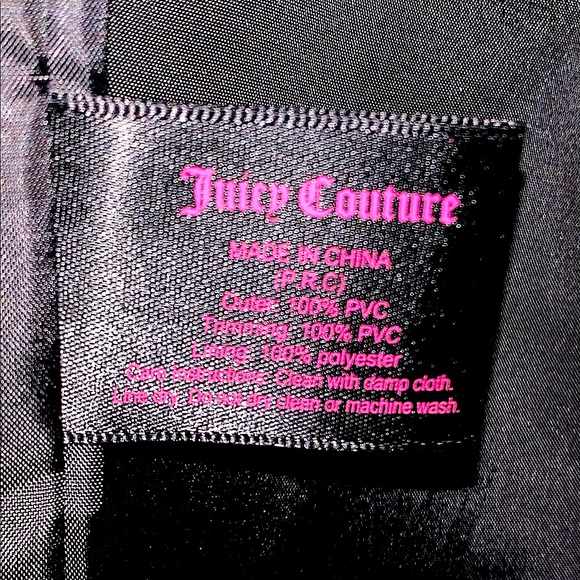 Juicy Couture
MADE IN CHINA
(P.R.C)
Outer: 100% PVC
Trimming: 100% PVC
Lining: 100% polyester
Care Instructions: Clean with damp cloth.
Line dry. Do not dry clean or machine wash.